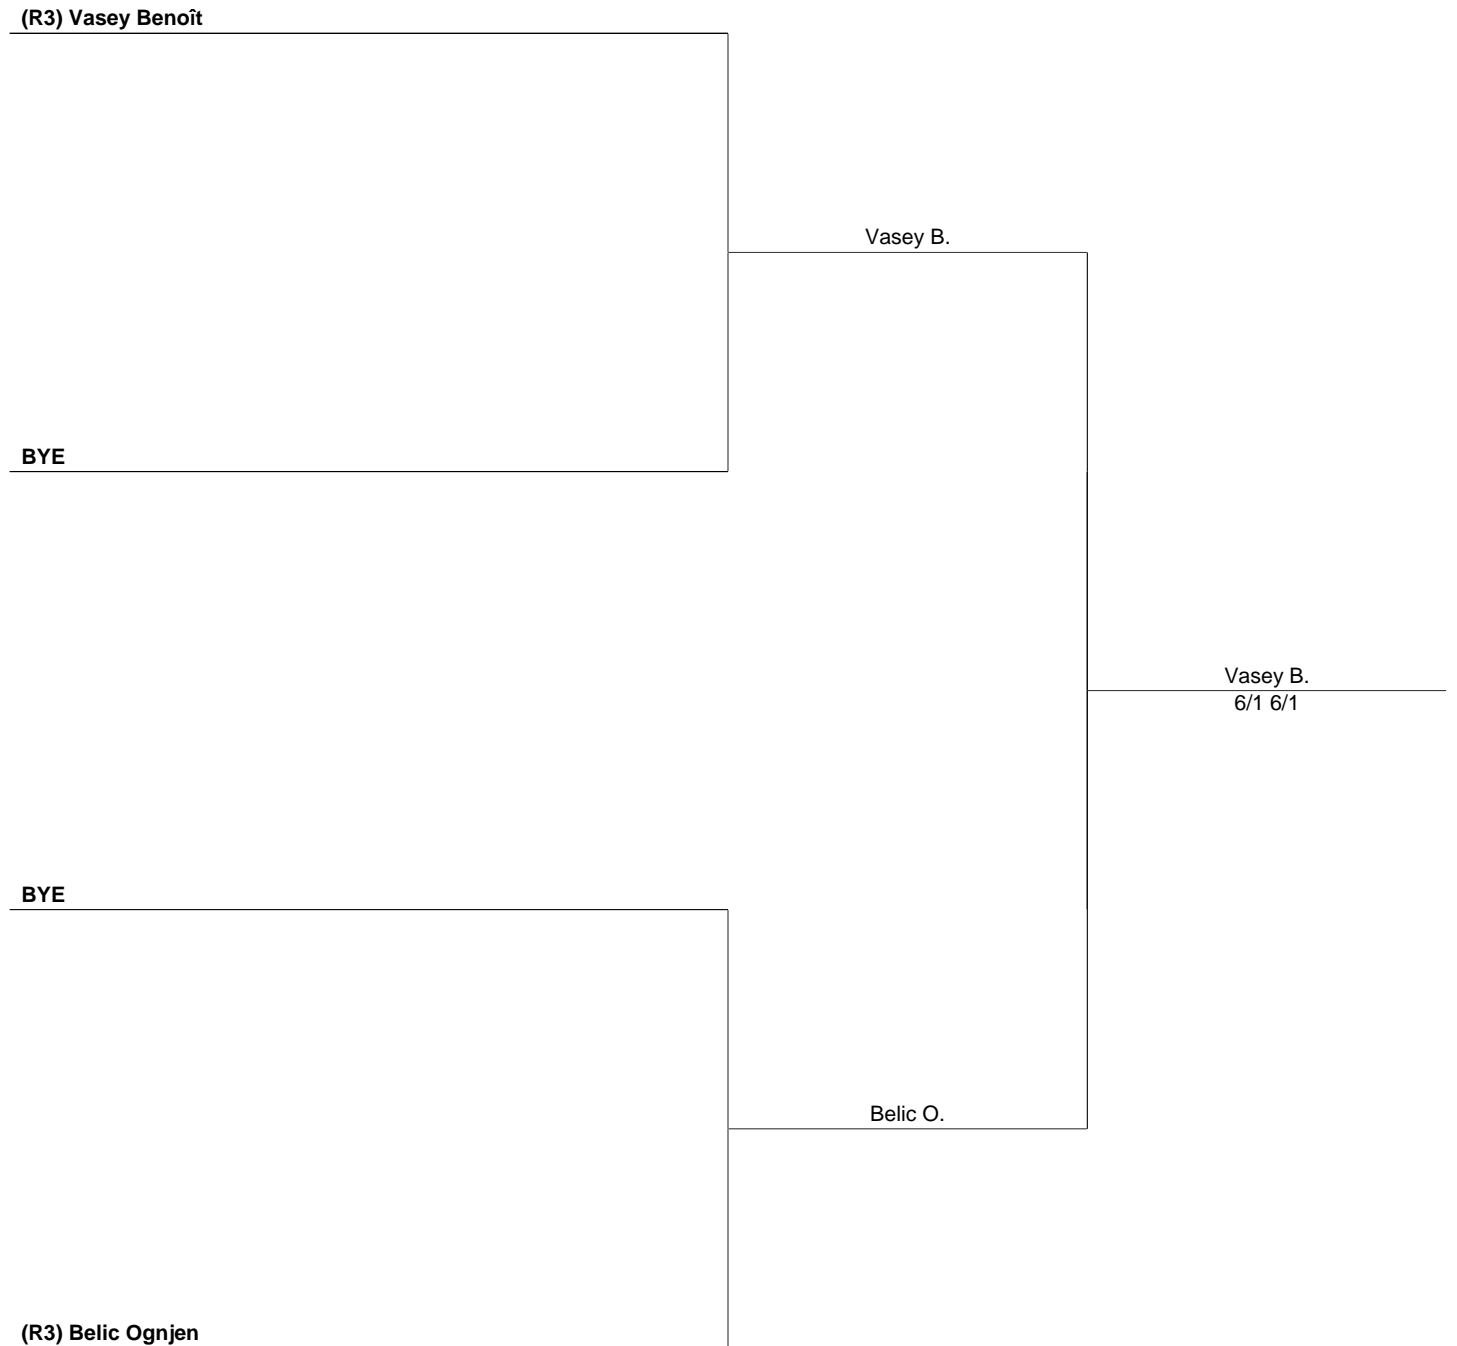 (R3) Vasey Benoît
Vasey B.
BYE
Vasey B.
6/1 6/1
BYE
Belic O.
(R3) Belic Ognjen